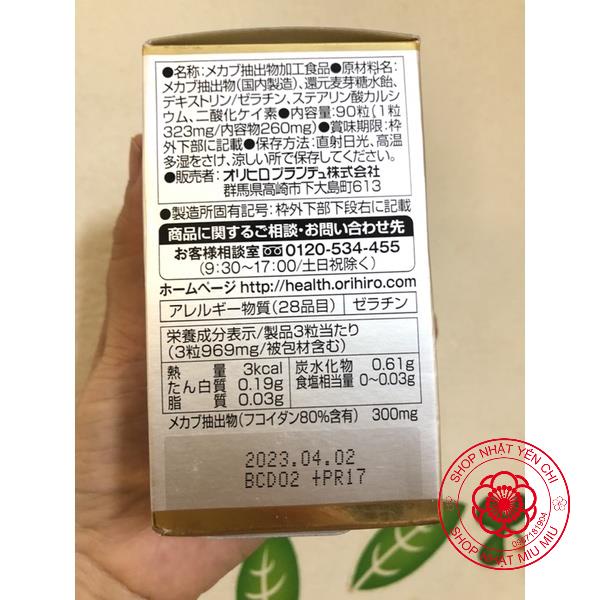 ●名称:メカブ抽出物加工食品●原材料名:
メカブ抽出物(国内製造)、還元麦芽糖水飴、
デキストリン/ゼラチン、ステアリン酸カルシ
ウム、二酸化ケイ素●内容量:90粒(1粒
323mg/内容物260mg)●賞味期限:枠
外下部に記載●保存方法:直射日光、高温
多湿をさけ、涼しい所で保存してください。
●販売者:オリヒロプランデュ株式会社
群馬県高崎市下大島町613
●製造所固有記号:枠外下部下段右に記載
商品に関するご相談・お問い合わせ先
お客様相談室 0120-534-455
(9:30~17:00/土日祝除く)
ホームページ http://health.orihiro.com
アレルギー物質(28品目) ゼラチン
栄養成分表示/製品3粒当たり
(3粒969mg/被包材含む)
熱量 3kcal 炭水化物 0.61g
たん白質 0.19g 食塩相当量 0~0.03g
脂質 0.03g
メカブ抽出物(フコイダン80%含有) 300mg
2023.04.02
BCD02 +PR17
SHOP NHẬT YẾN CHI
0967181904
SHOP NHẬT MIU MIU